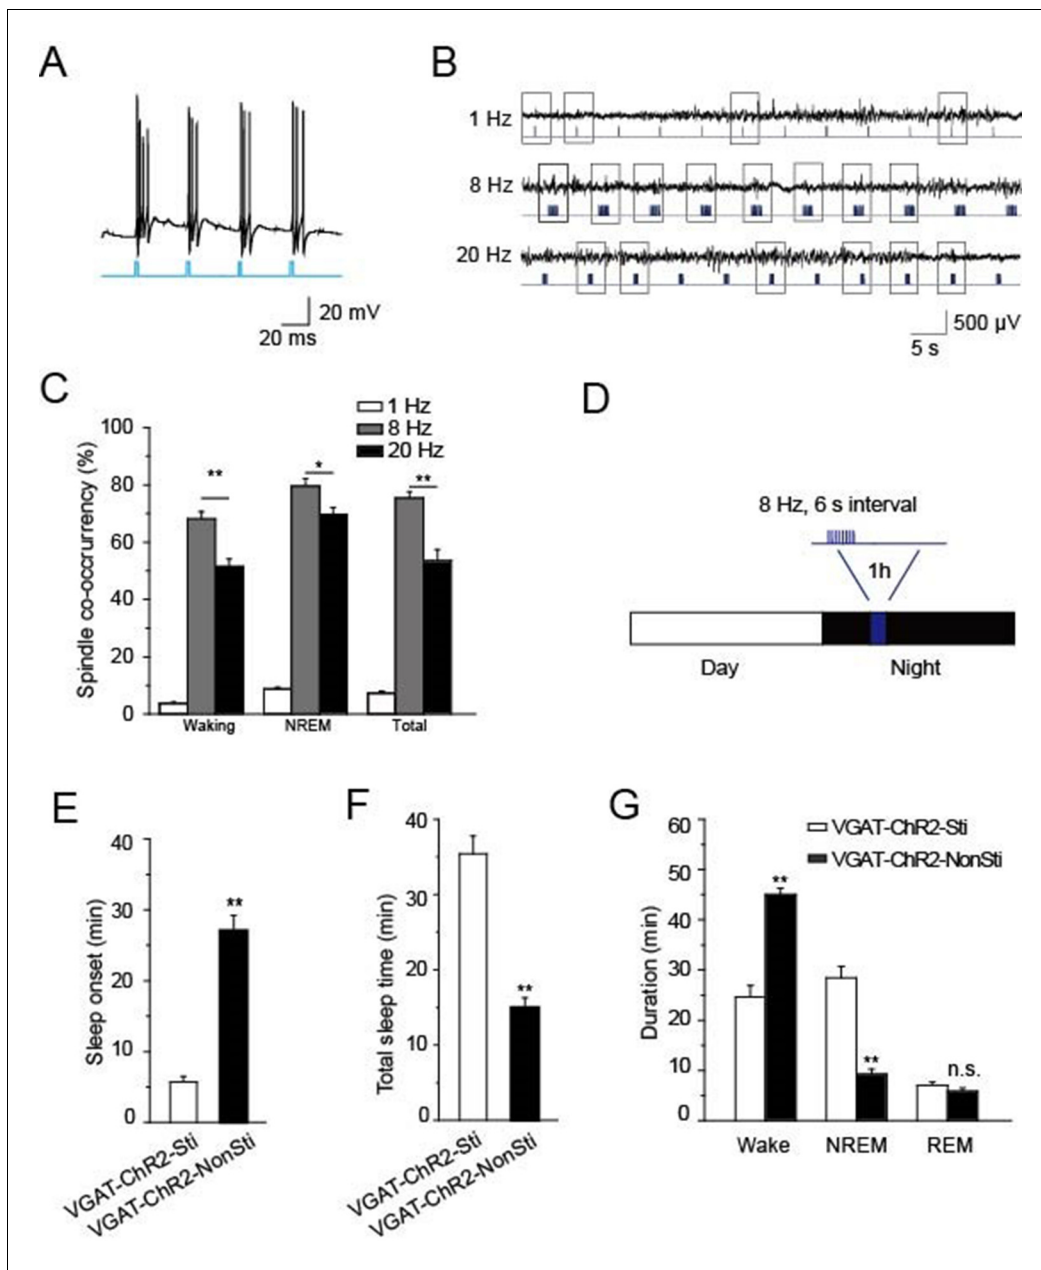 A
20 mV
20 ms
B
1 Hz
8 Hz
20 Hz
500 µV
5 s
C
1 Hz
8 Hz
20 Hz
Spindle co-occrurrency (%)
100
80
60
40
20
0
**
*
**
Waking NREM Total
D
8 Hz, 6 s interval
1h
Day Night
E
Sleep onset (min)
40
30
20
10
0
**
VGAT-ChR2-Sti
VGAT-ChR2-NonSti
F
Total sleep time (min)
40
30
20
10
0
**
VGAT-ChR2-Sti
VGAT-ChR2-NonSti
G
VGAT-ChR2-Sti
VGAT-ChR2-NonSti
Duration (min)
60
50
40
30
20
10
0
**
**
n.s.
Wake NREM REM